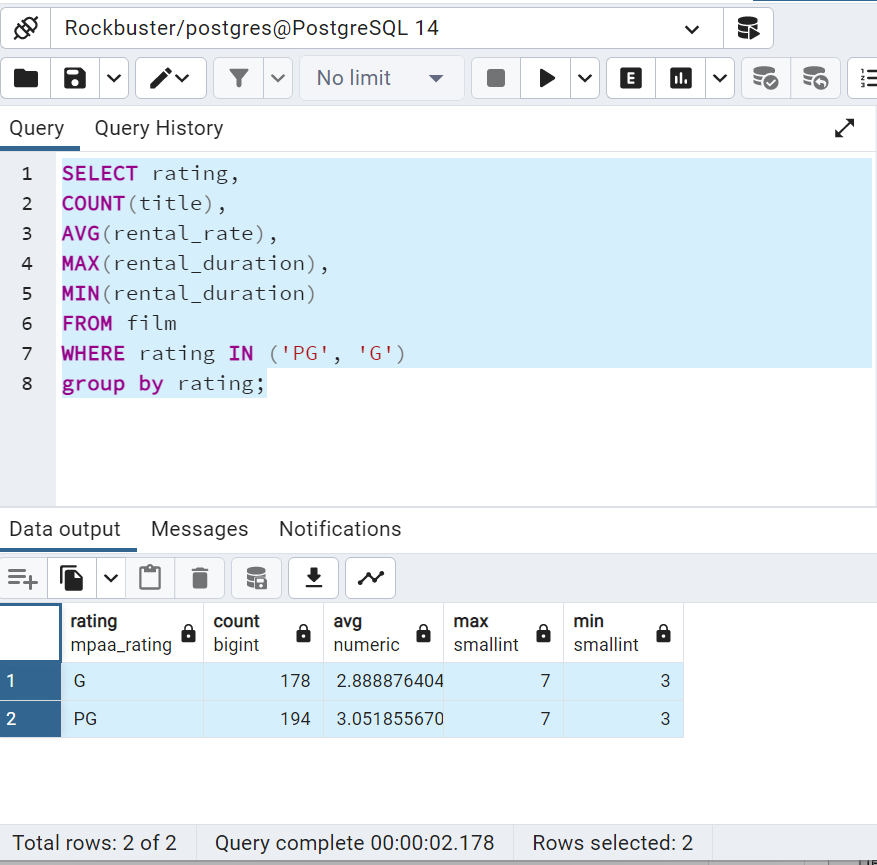 Rockbuster/postgres@PostgreSQL 14
No limit
E
Query Query History
1 SELECT rating,
2 COUNT(title),
3 AVG(rental_rate),
4 MAX(rental_duration),
5 MIN(rental_duration)
6 FROM film
7 WHERE rating IN ('PG', 'G')
8 group by rating;
Data output Messages Notifications
rating count avg max min
mpaa_rating bigint numeric smallint smallint
1 G 178 2.888876404 7 3
2 PG 194 3.051855670 7 3
Total rows: 2 of 2 Query complete 00:00:02.178 Rows selected: 2